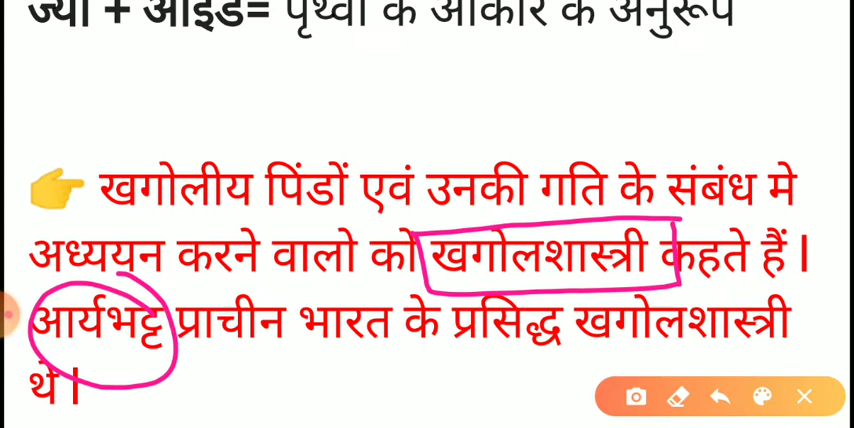 ज्या + आइड= पृथ्वी के आकार के अनुरूप
👉 खगोलीय पिंडों एवं उनकी गति के संबंध मे
अध्ययन करने वालो को खगोलशास्त्री कहते हैं l
आर्यभट्ट प्राचीन भारत के प्रसिद्ध खगोलशास्त्री
थे l